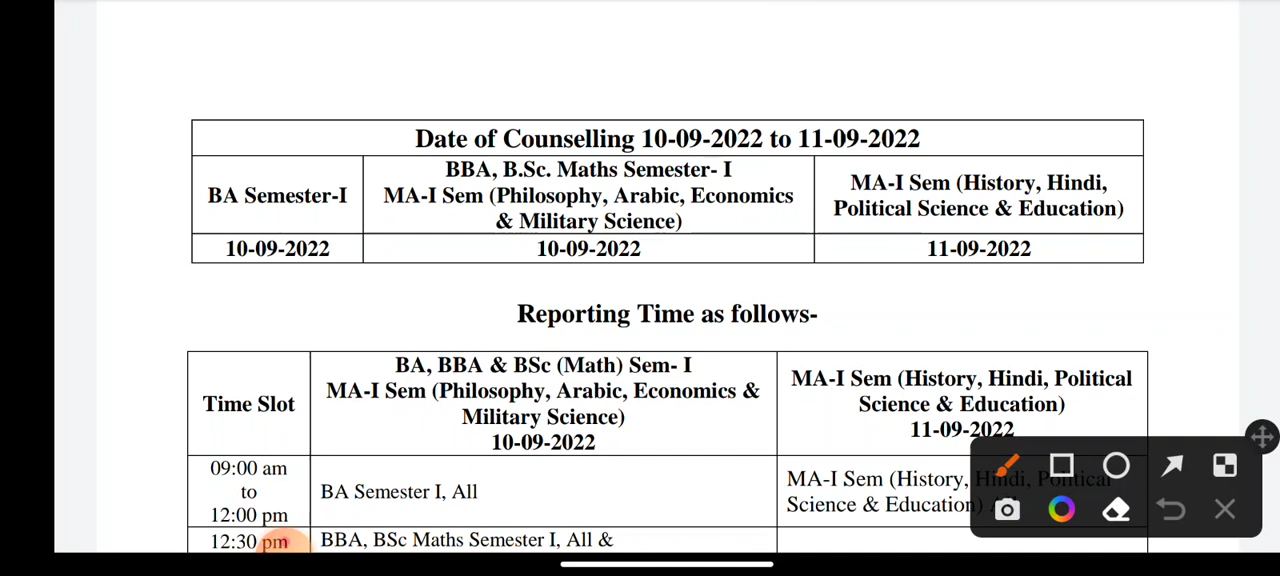 Date of Counselling 10-09-2022 to 11-09-2022
BA Semester-I
BBA, B.Sc. Maths Semester- I
MA-I Sem (Philosophy, Arabic, Economics
& Military Science)
MA-I Sem (History, Hindi,
Political Science & Education)
10-09-2022
10-09-2022
11-09-2022
Reporting Time as follows-
Time Slot
BA, BBA & BSc (Math) Sem- I
MA-I Sem (Philosophy, Arabic, Economics &
Military Science)
10-09-2022
MA-I Sem (History, Hindi, Political
Science & Education)
11-09-2022
09:00 am
to
12:00 pm
BA Semester I, All
MA-I Sem (History, Hindi, Political
Science & Education)
12:30 pm
BBA, BSc Maths Semester I, All &